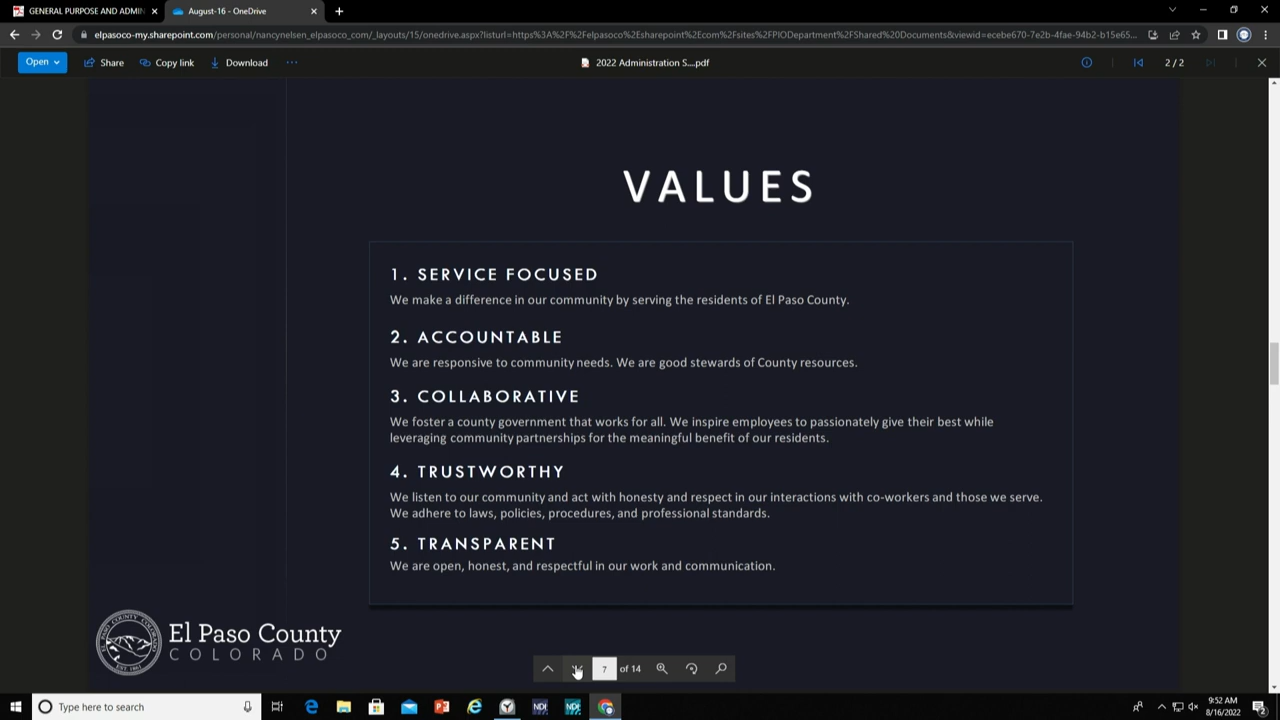 GENERAL PURPOSE AND ADMIN
August-16 - OneDrive
elpasoco-my.sharepoint.com/personal/nancynelsen_elpasoco_com/_layouts/15/onedrive.aspx?listurl=https%3A%2F%2Felpasoco%2Esharepoint%2Ecom%2Fsites%2FPIODepartment%2FShared%20Documents&viewid=ecebe670-7e2b-4fae-94b2-b15e65...
Open
Share
Copy link
Download
2022 Administration S....pdf
2 / 2
VALUES
1. SERVICE FOCUSED
We make a difference in our community by serving the residents of El Paso County.
2. ACCOUNTABLE
We are responsive to community needs. We are good stewards of County resources.
3. COLLABORATIVE
We foster a county government that works for all. We inspire employees to passionately give their best while
leveraging community partnerships for the meaningful benefit of our residents.
4. TRUSTWORTHY
We listen to our community and act with honesty and respect in our interactions with co-workers and those we serve.
We adhere to laws, policies, procedures, and professional standards.
5. TRANSPARENT
We are open, honest, and respectful in our work and communication.
El Paso County
COLORADO
7 of 14
Type here to search
NDI
9:52 AM
8/16/2022
2